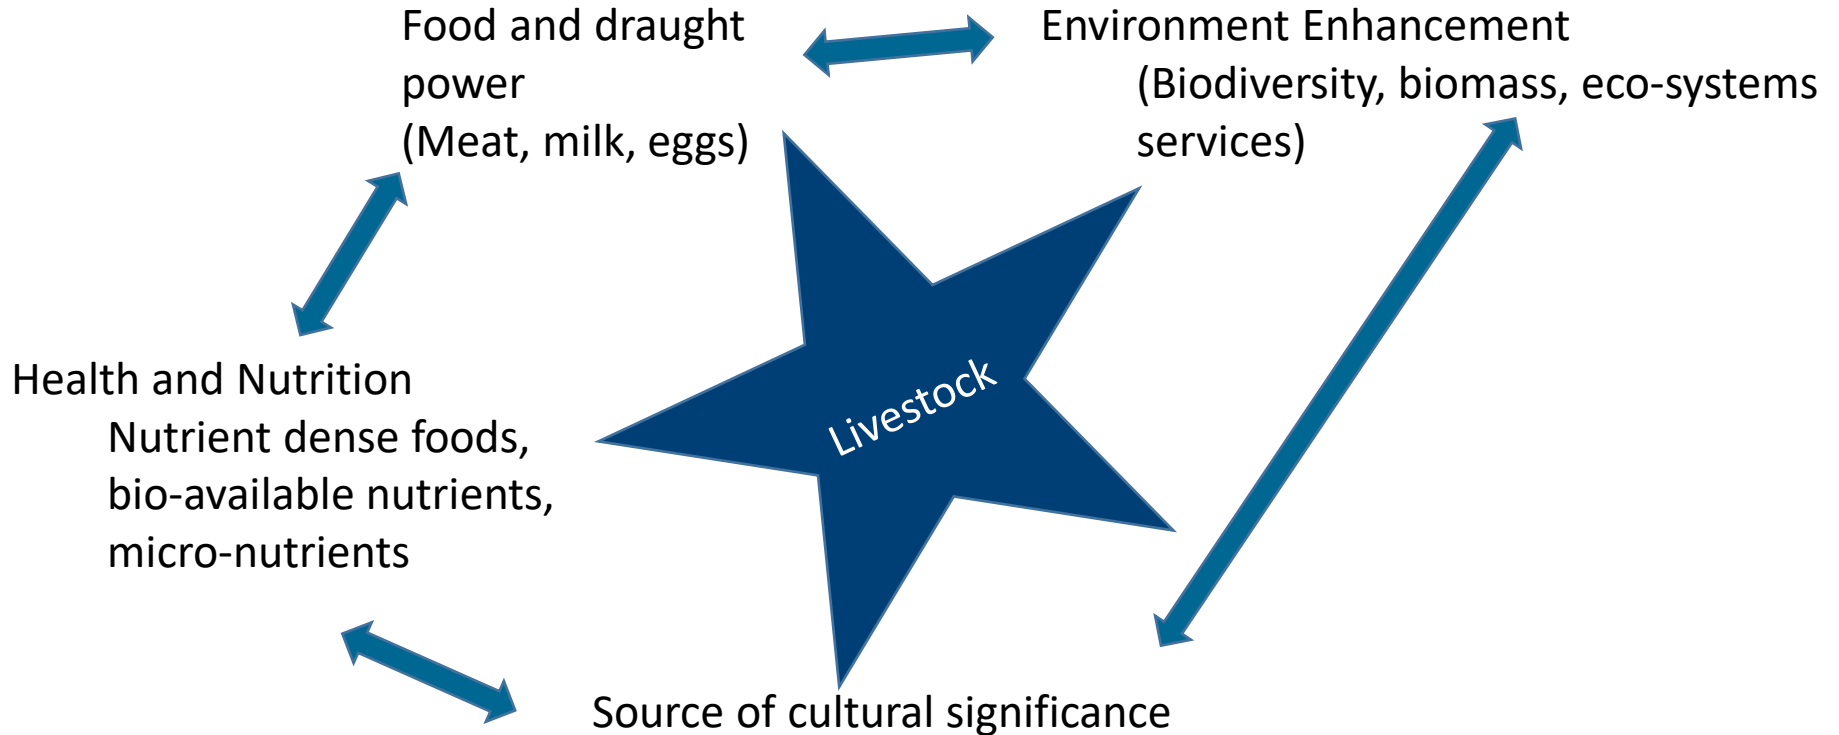 Food and draught
power
(Meat, milk, eggs)
Environment Enhancement
(Biodiversity, biomass, eco-systems
services)
Livestock
Health and Nutrition
Nutrient dense foods,
bio-available nutrients,
micro-nutrients
Source of cultural significance